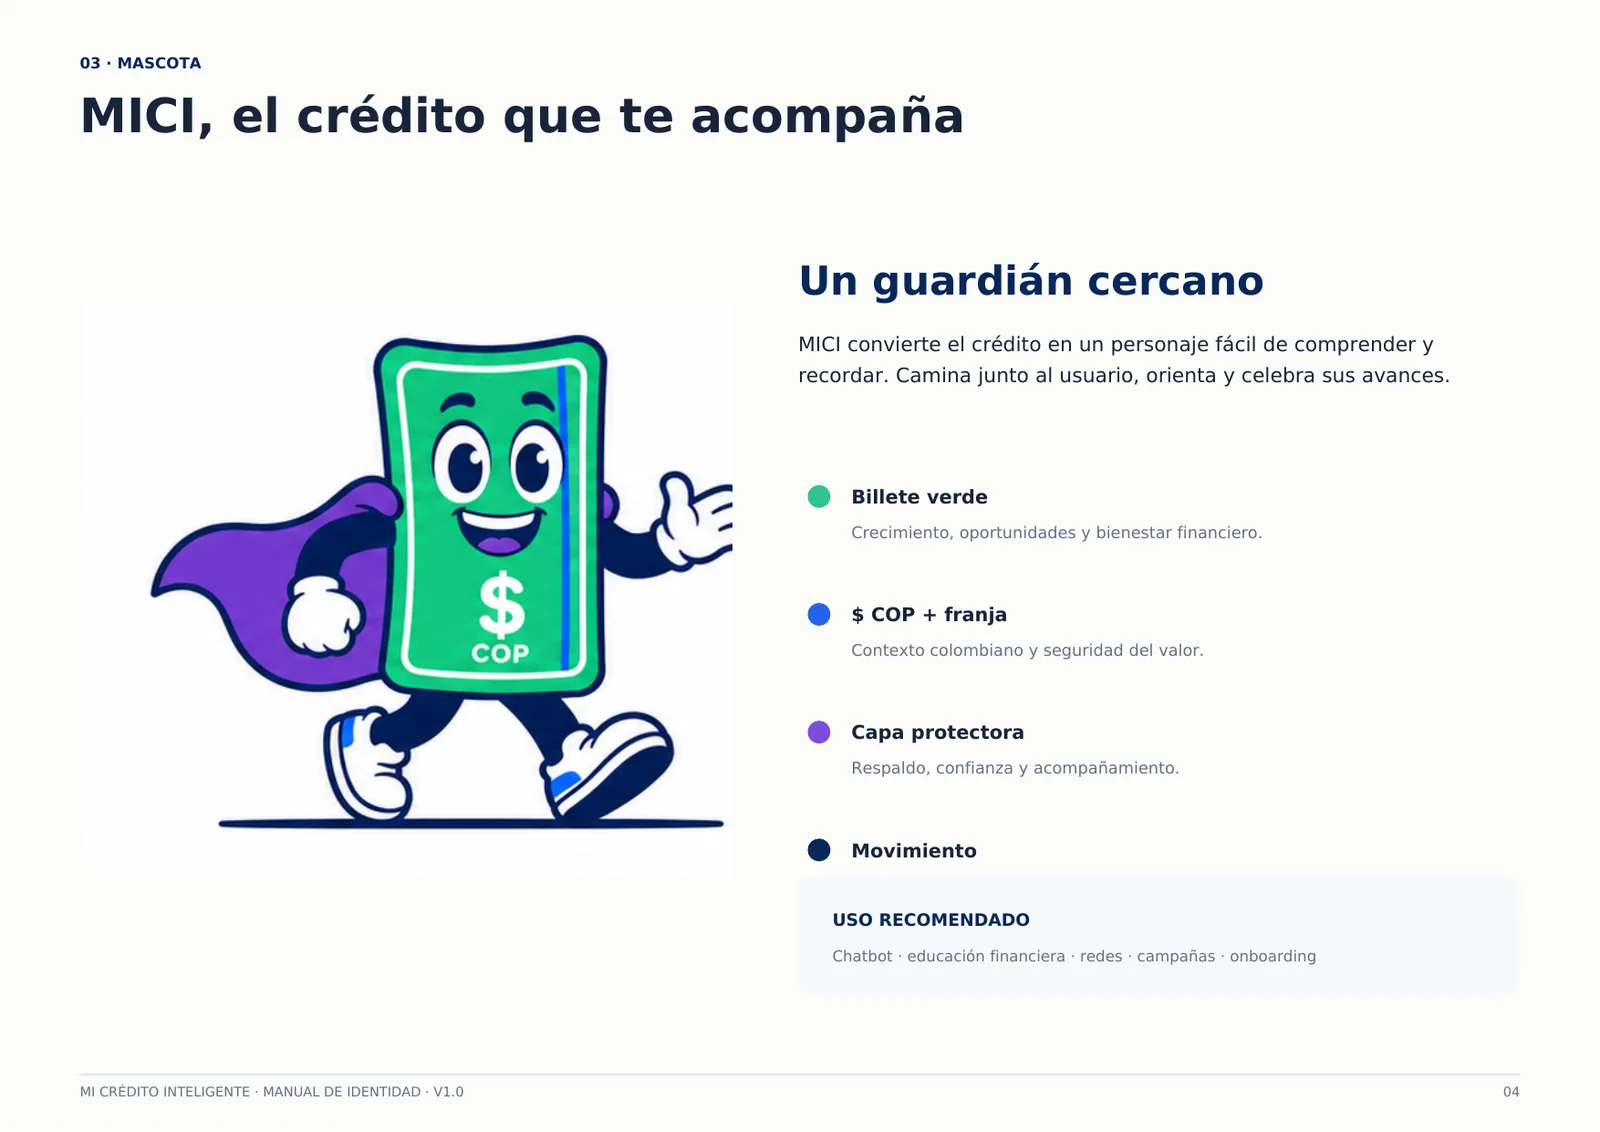 03 · MASCOTA
MICI, el crédito que te acompaña
$
COP
Un guardián cercano
MICI convierte el crédito en un personaje fácil de comprender y
recordar. Camina junto al usuario, orienta y celebra sus avances.
Billete verde
Crecimiento, oportunidades y bienestar financiero.
$ COP + franja
Contexto colombiano y seguridad del valor.
Capa protectora
Respaldo, confianza y acompañamiento.
Movimiento
USO RECOMENDADO
Chatbot · educación financiera · redes · campañas · onboarding
MI CRÉDITO INTELIGENTE · MANUAL DE IDENTIDAD · V1.0
04